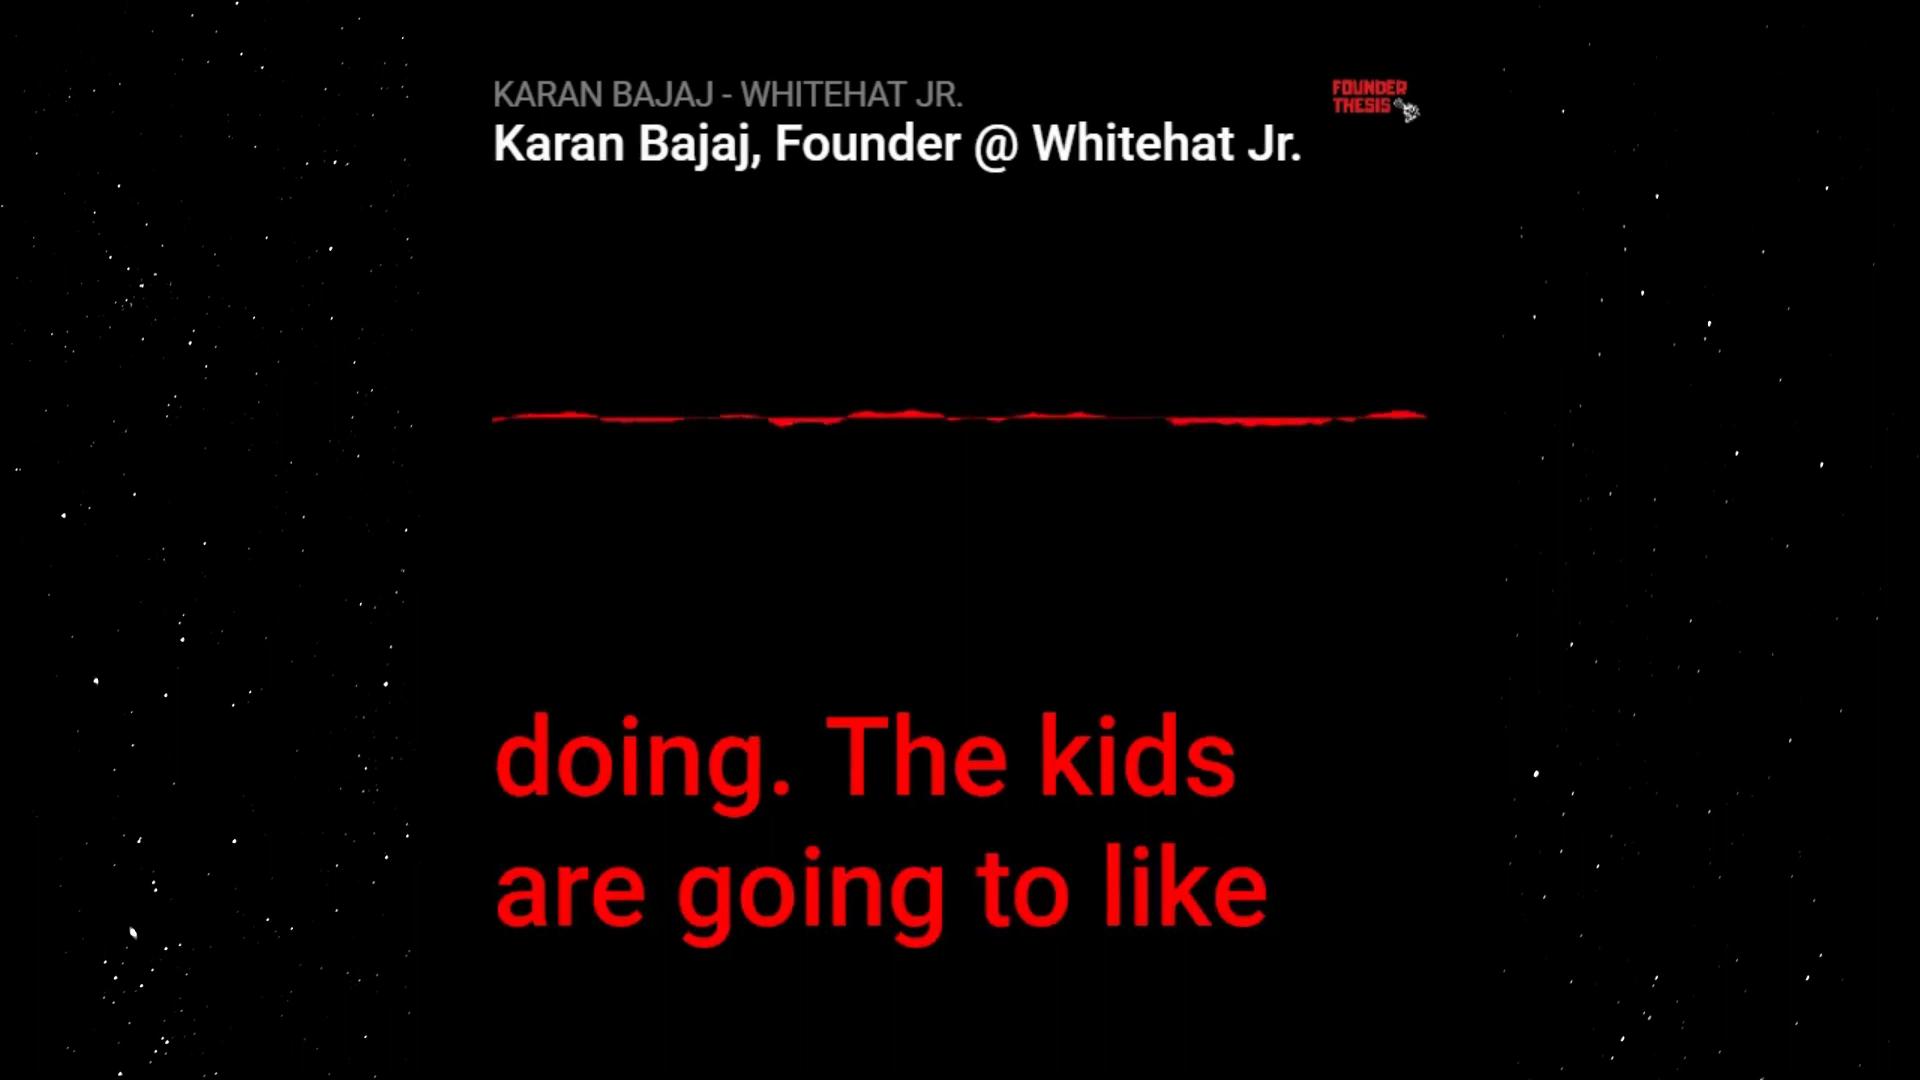 KARAN BAJAJ - WHITEHAT JR.
Karan Bajaj, Founder @ Whitehat Jr.
FOUNDER
THESIS
doing. The kids
are going to like